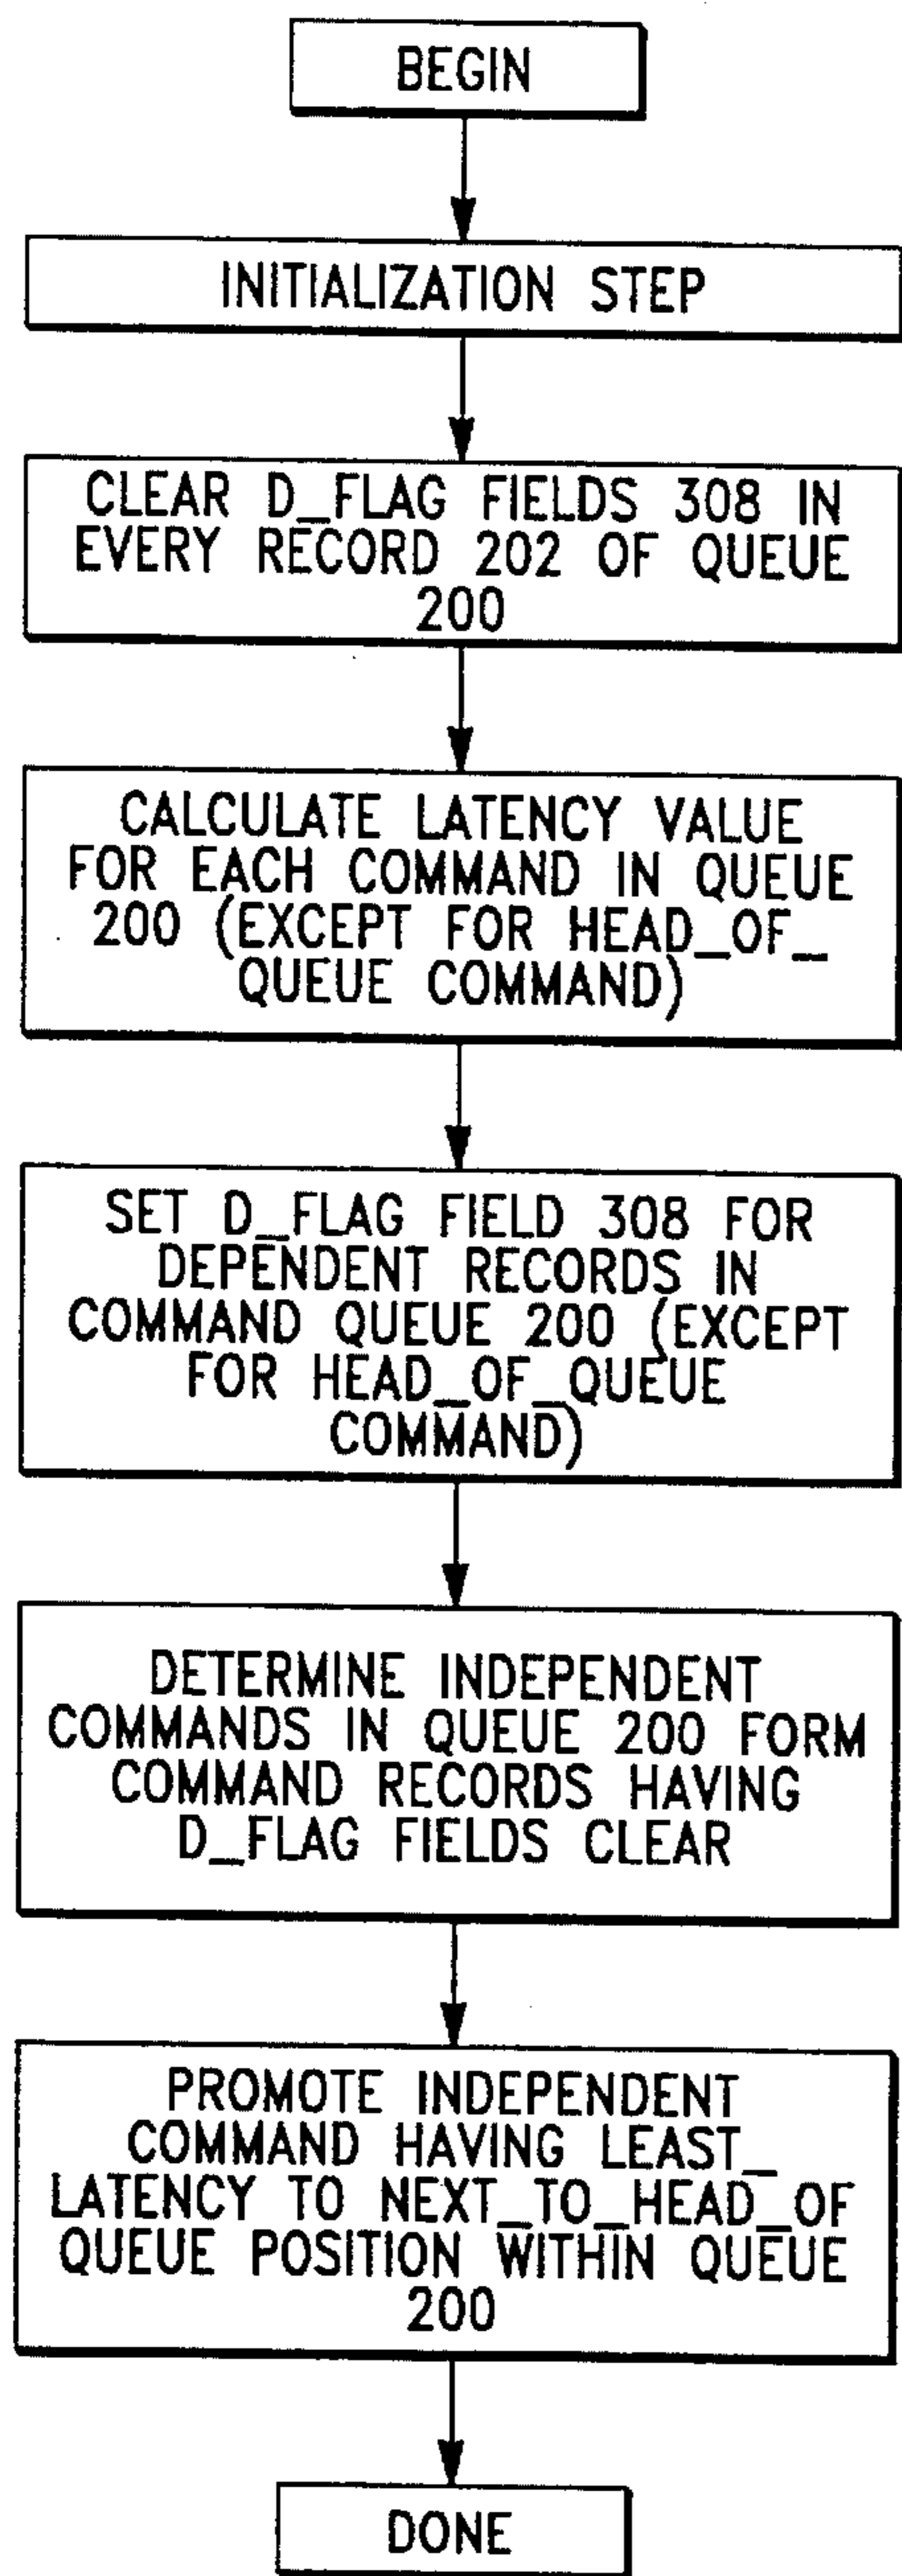 BEGIN
INITIALIZATION STEP
CLEAR D_FLAG FIELDS 308 IN
EVERY RECORD 202 OF QUEUE
200
CALCULATE LATENCY VALUE
FOR EACH COMMAND IN QUEUE
200 (EXCEPT FOR HEAD_OF_
QUEUE COMMAND)
SET D_FLAG FIELD 308 FOR
DEPENDENT RECORDS IN
COMMAND QUEUE 200 (EXCEPT
FOR HEAD_OF_QUEUE
COMMAND)
DETERMINE INDEPENDENT
COMMANDS IN QUEUE 200 FORM
COMMAND RECORDS HAVING
D_FLAG FIELDS CLEAR
PROMOTE INDEPENDENT
COMMAND HAVING LEAST_
LATENCY TO NEXT_TO_HEAD_OF
QUEUE POSITION WITHIN QUEUE
200
DONE